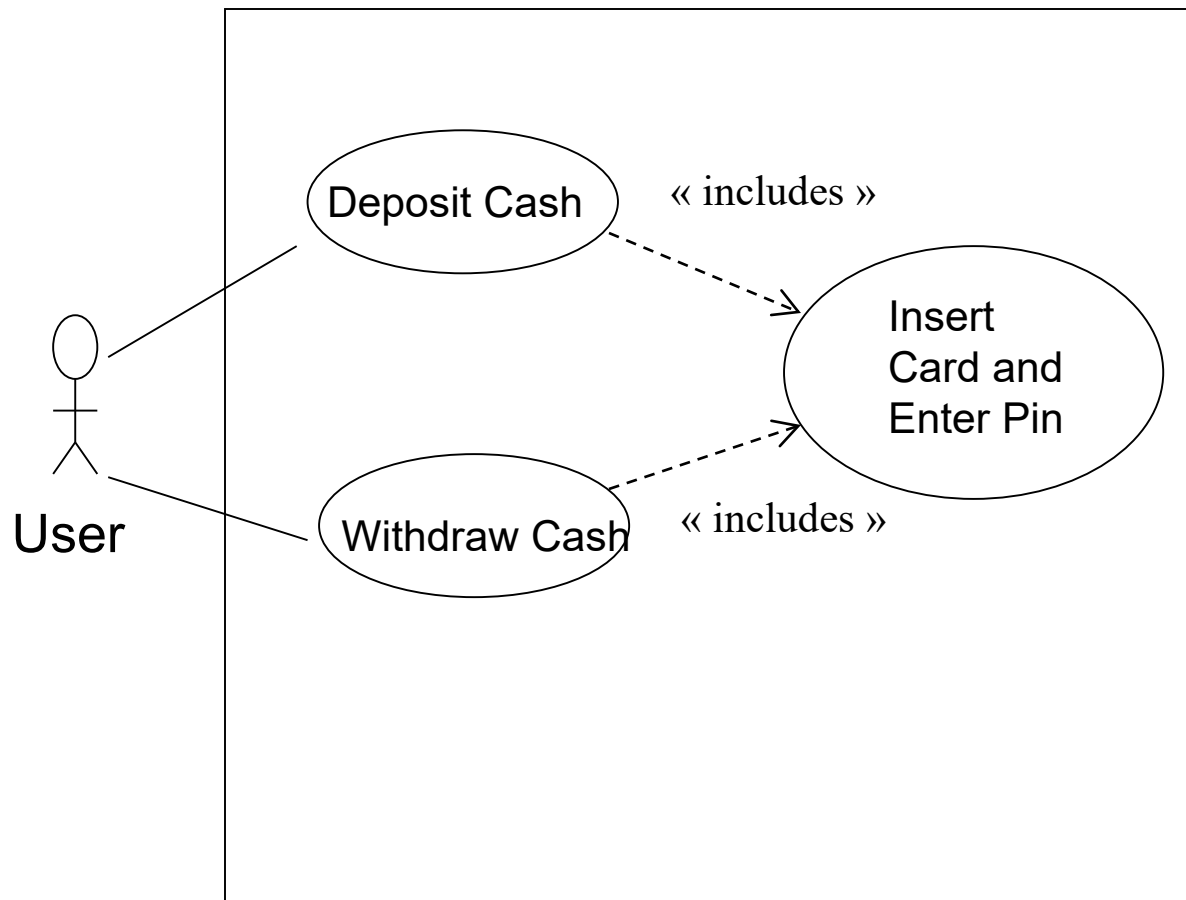 Deposit Cash
« includes »
Insert
Card and
Enter Pin
User
Withdraw Cash
« includes »